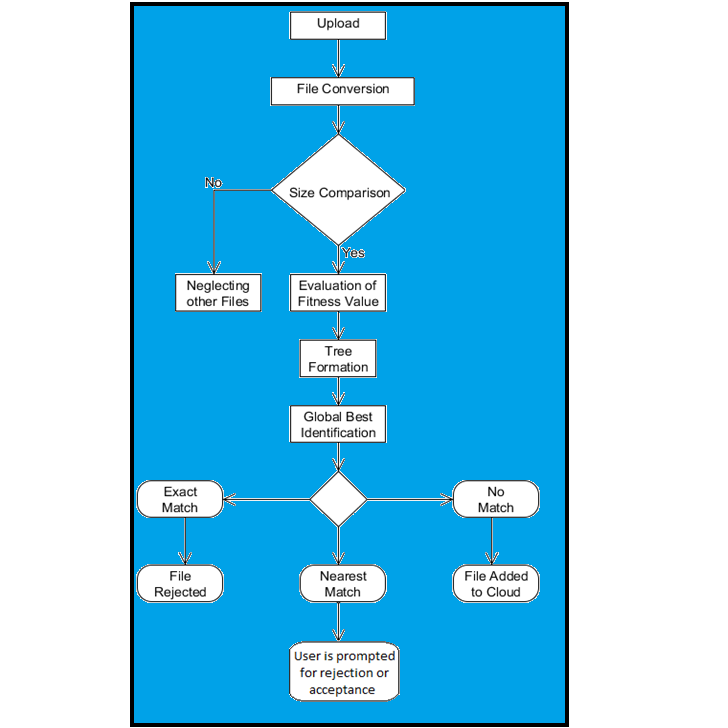 Upload
File Conversion
Size Comparison
No
Yes
Neglecting
other Files
Evaluation of
Fitness Value
Tree
Formation
Global Best
Identification
Exact
Match
No
Match
File
Rejected
Nearest
Match
File Added
to Cloud
User is prompted
for rejection or
acceptance